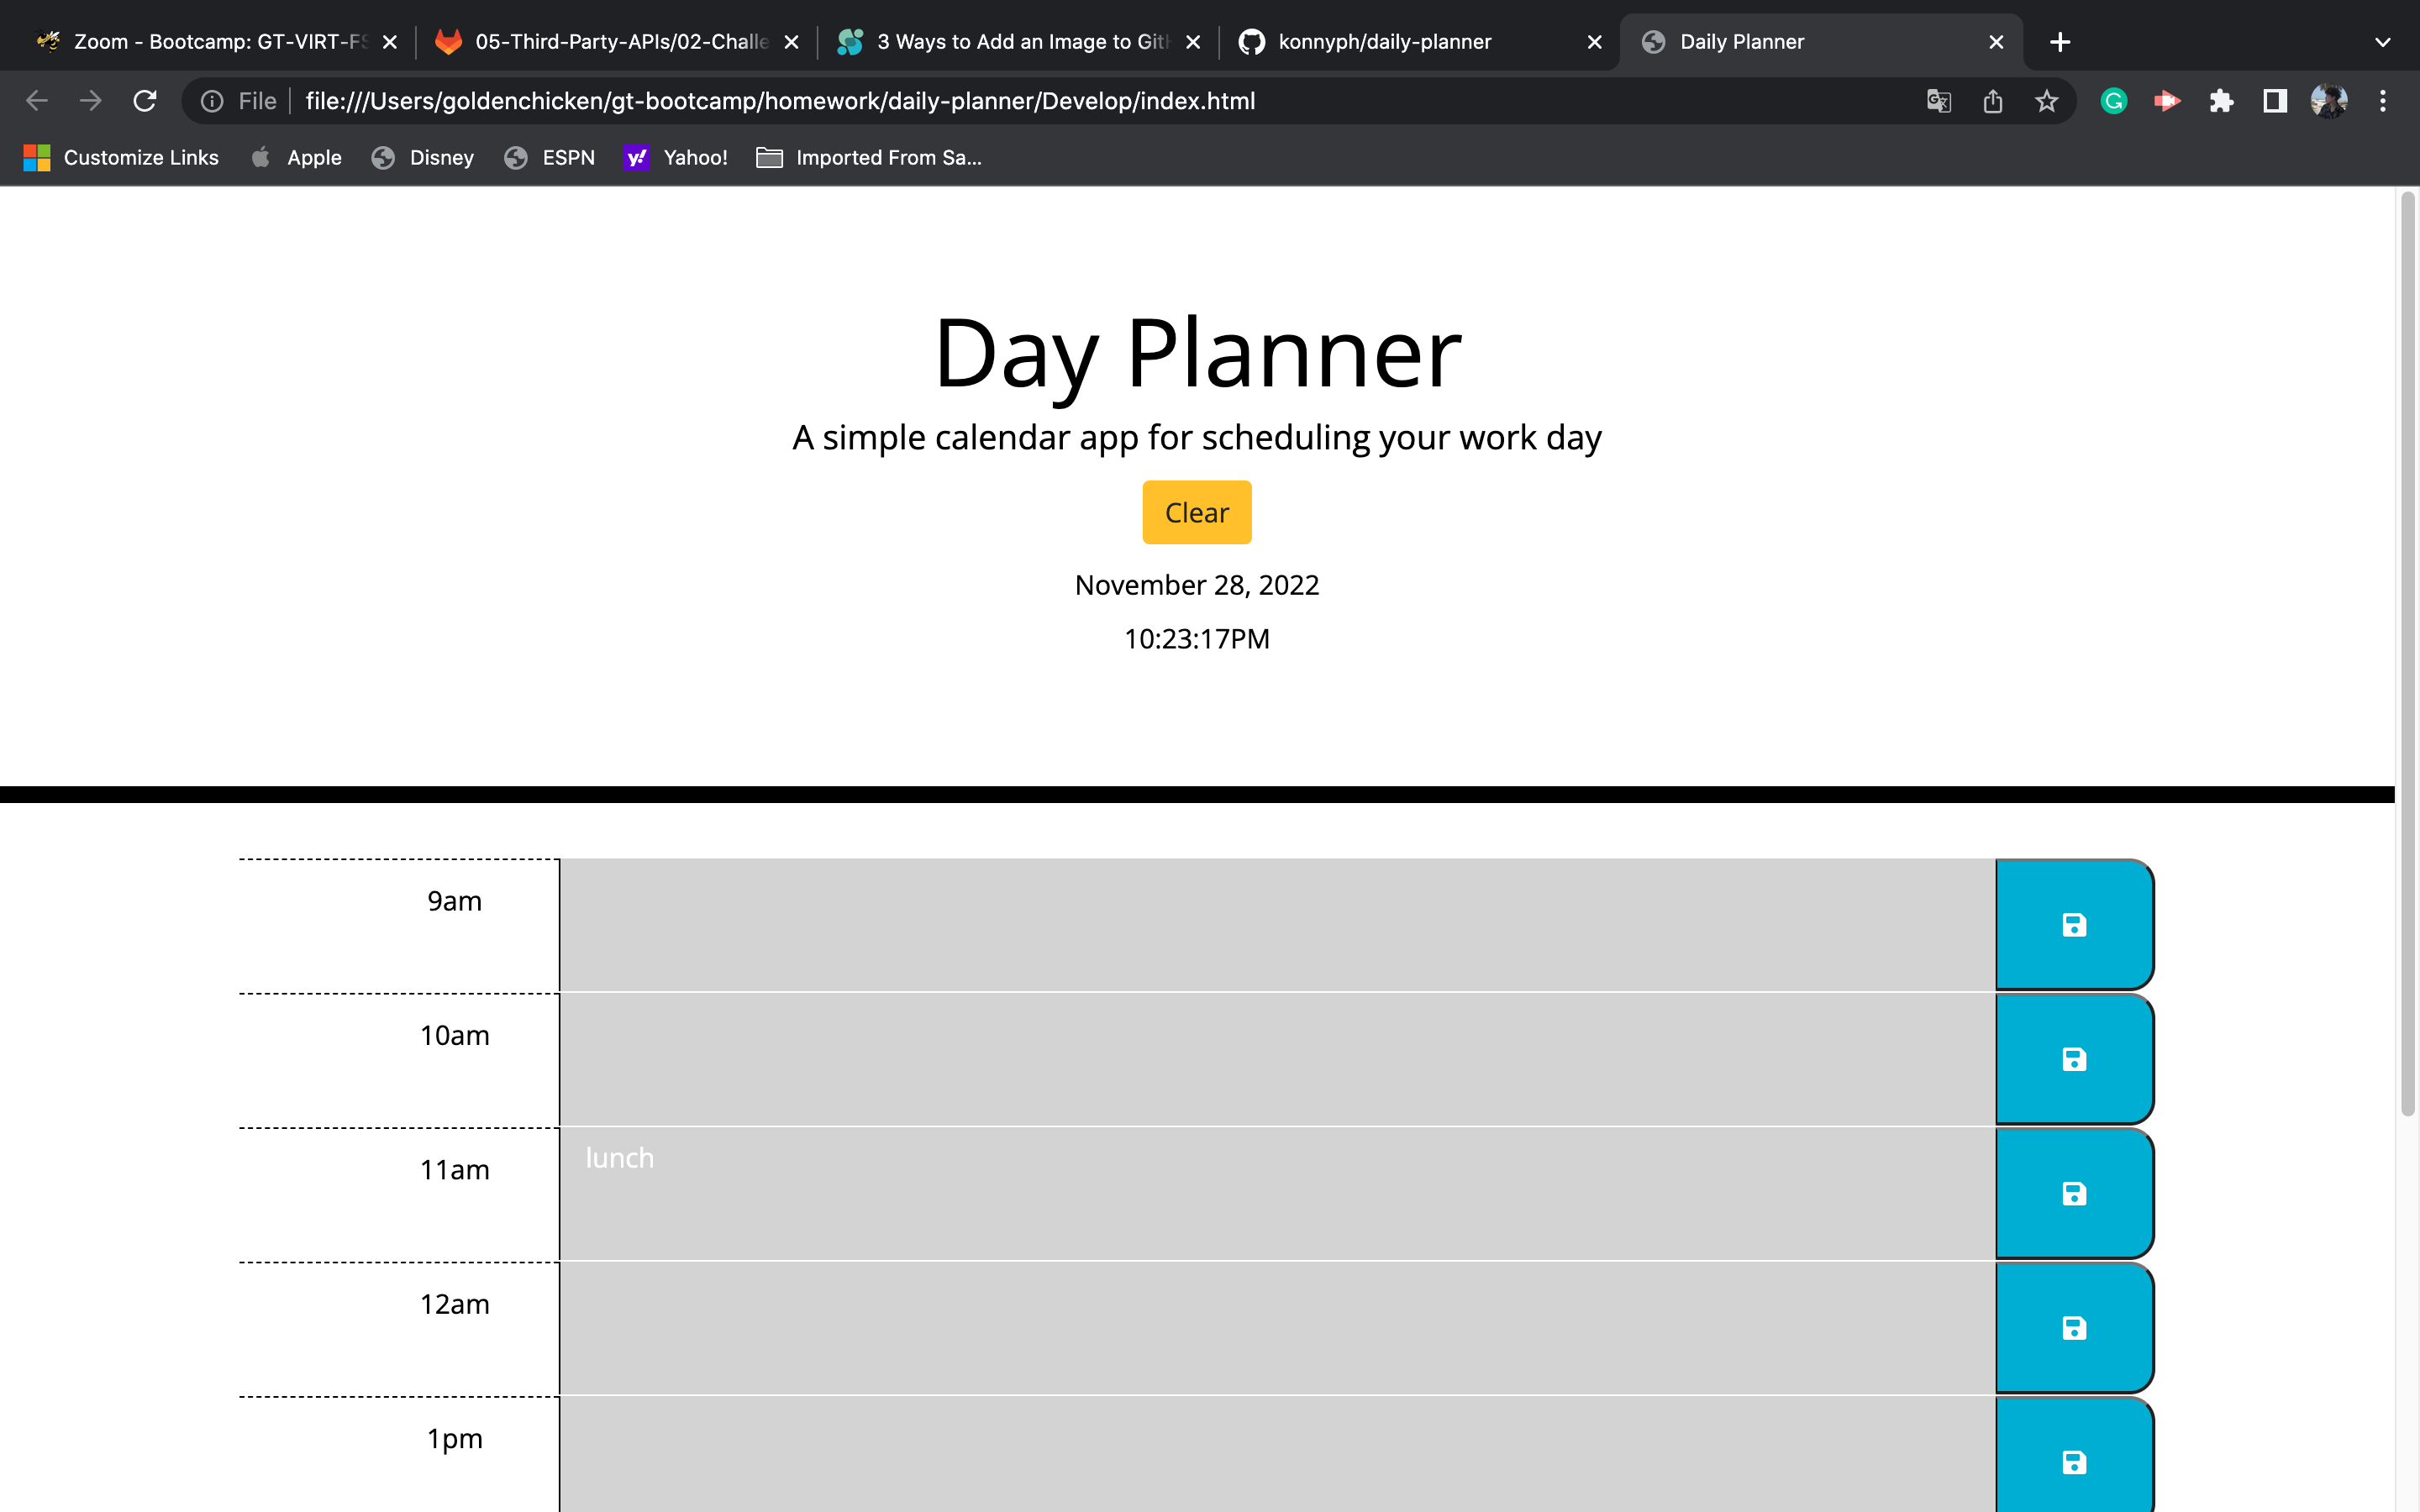 Zoom - Bootcamp: GT-VIRT-FS
05-Third-Party-APIs/02-Challe
3 Ways to Add an Image to Git
konnyph/daily-planner
Daily Planner
File
file:///Users/goldenchicken/gt-bootcamp/homework/daily-planner/Develop/index.html
Customize Links
Apple
Disney
ESPN
Yahoo!
Imported From Sa...
Day Planner
A simple calendar app for scheduling your work day
Clear
November 28, 2022
10:23:17PM
9am
10am
11am
lunch
12am
1pm